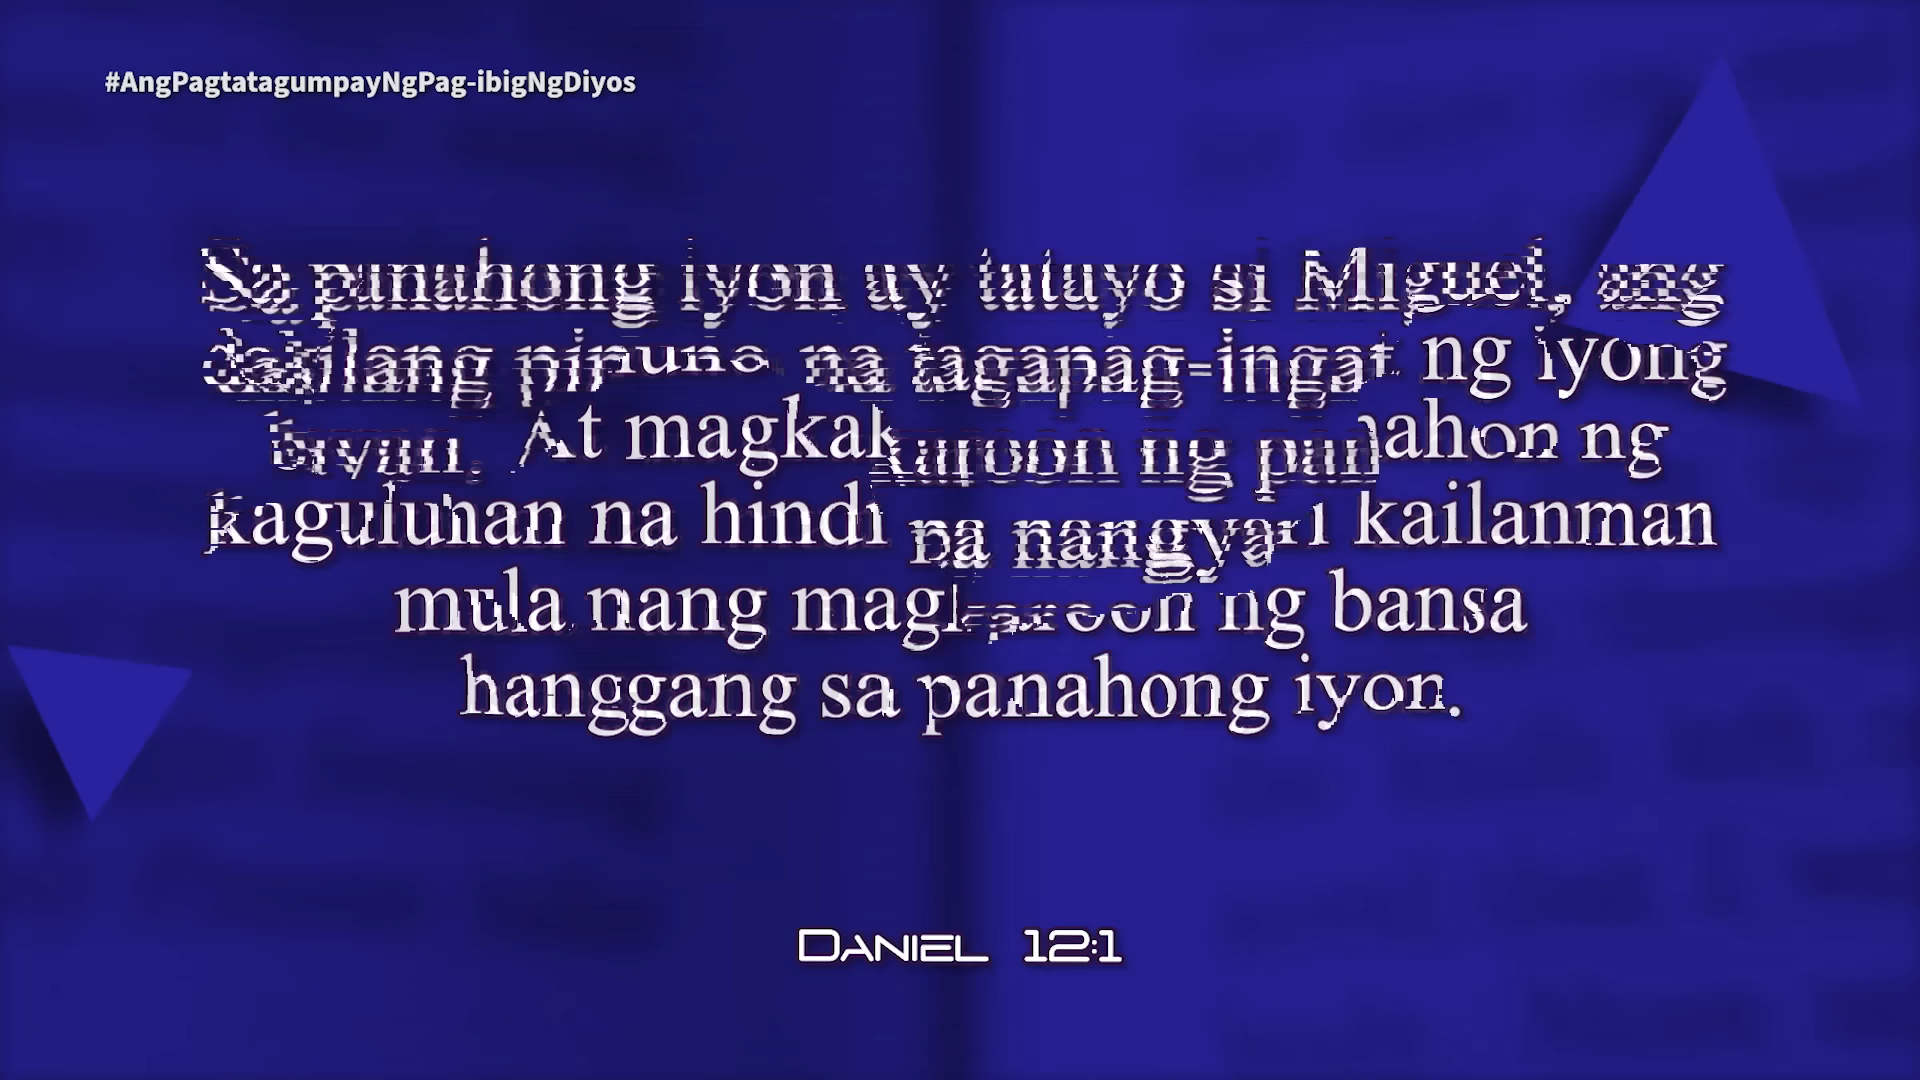 #AngPagtatagumpayNgPag-ibigNgDiyos
Sa panahong iyon ay tatayo si Miguel, ang
dakilang pinuno na tagapag-ingat ng iyong
bayan. At magkakaroon ng panahon ng
kaguluhan na hindi pa nangyari kailanman
mula nang magkaroon ng bansa
hanggang sa panahong iyon.
Daniel 12:1